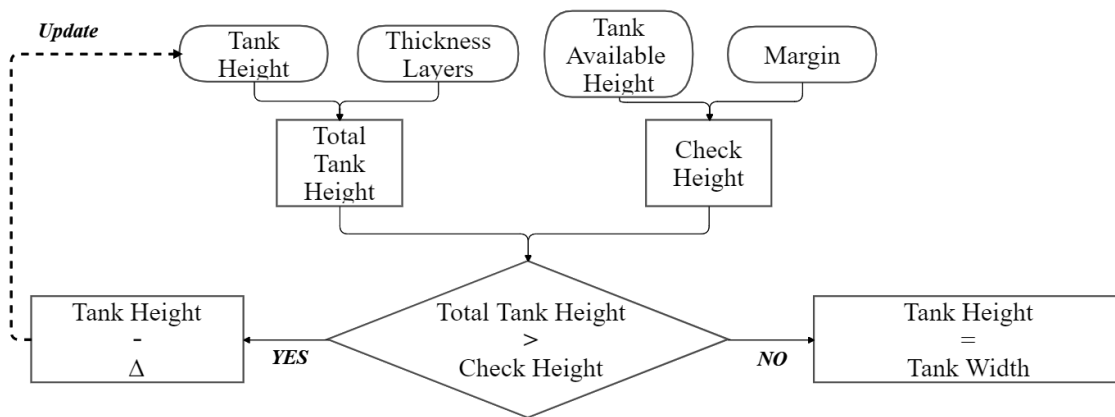 Update
Tank
Height
Thickness
Layers
Tank
Available
Height
Margin
Total
Tank
Height
Check
Height
Total Tank Height
>
Check Height
YES
NO
Tank Height
-
Δ
Tank Height
=
Tank Width